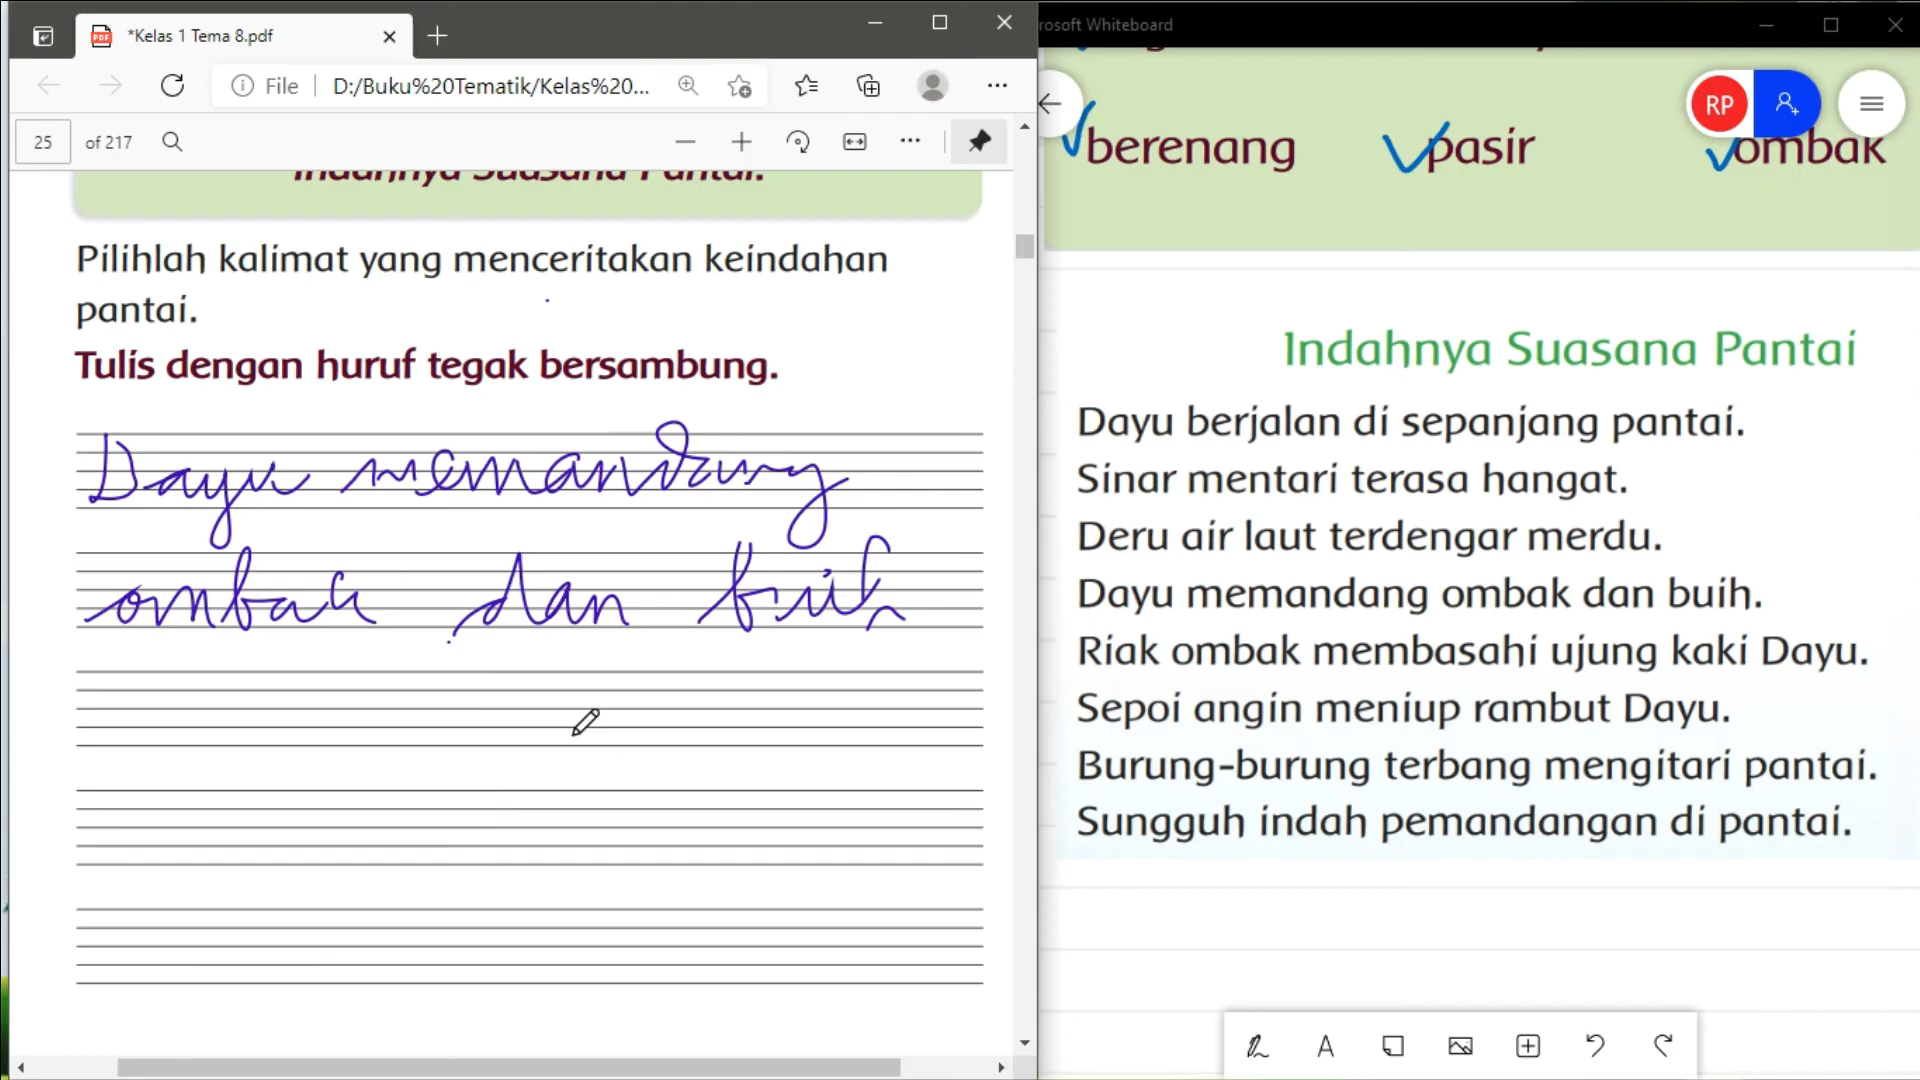 *Kelas 1 Tema 8.pdf
File
D:/Buku%20Tematik/Kelas%20...
25 of 217
Indahnya Suasana Pantai.
Pilihlah kalimat yang menceritakan keindahan
pantai.
Tulis dengan huruf tegak bersambung.
Dayu memandang
ombak dan buih
rosoft Whiteboard
RP
berenang pasir ombak
Indahnya Suasana Pantai
Dayu berjalan di sepanjang pantai.
Sinar mentari terasa hangat.
Deru air laut terdengar merdu.
Dayu memandang ombak dan buih.
Riak ombak membasahi ujung kaki Dayu.
Sepoi angin meniup rambut Dayu.
Burung-burung terbang mengitari pantai.
Sungguh indah pemandangan di pantai.